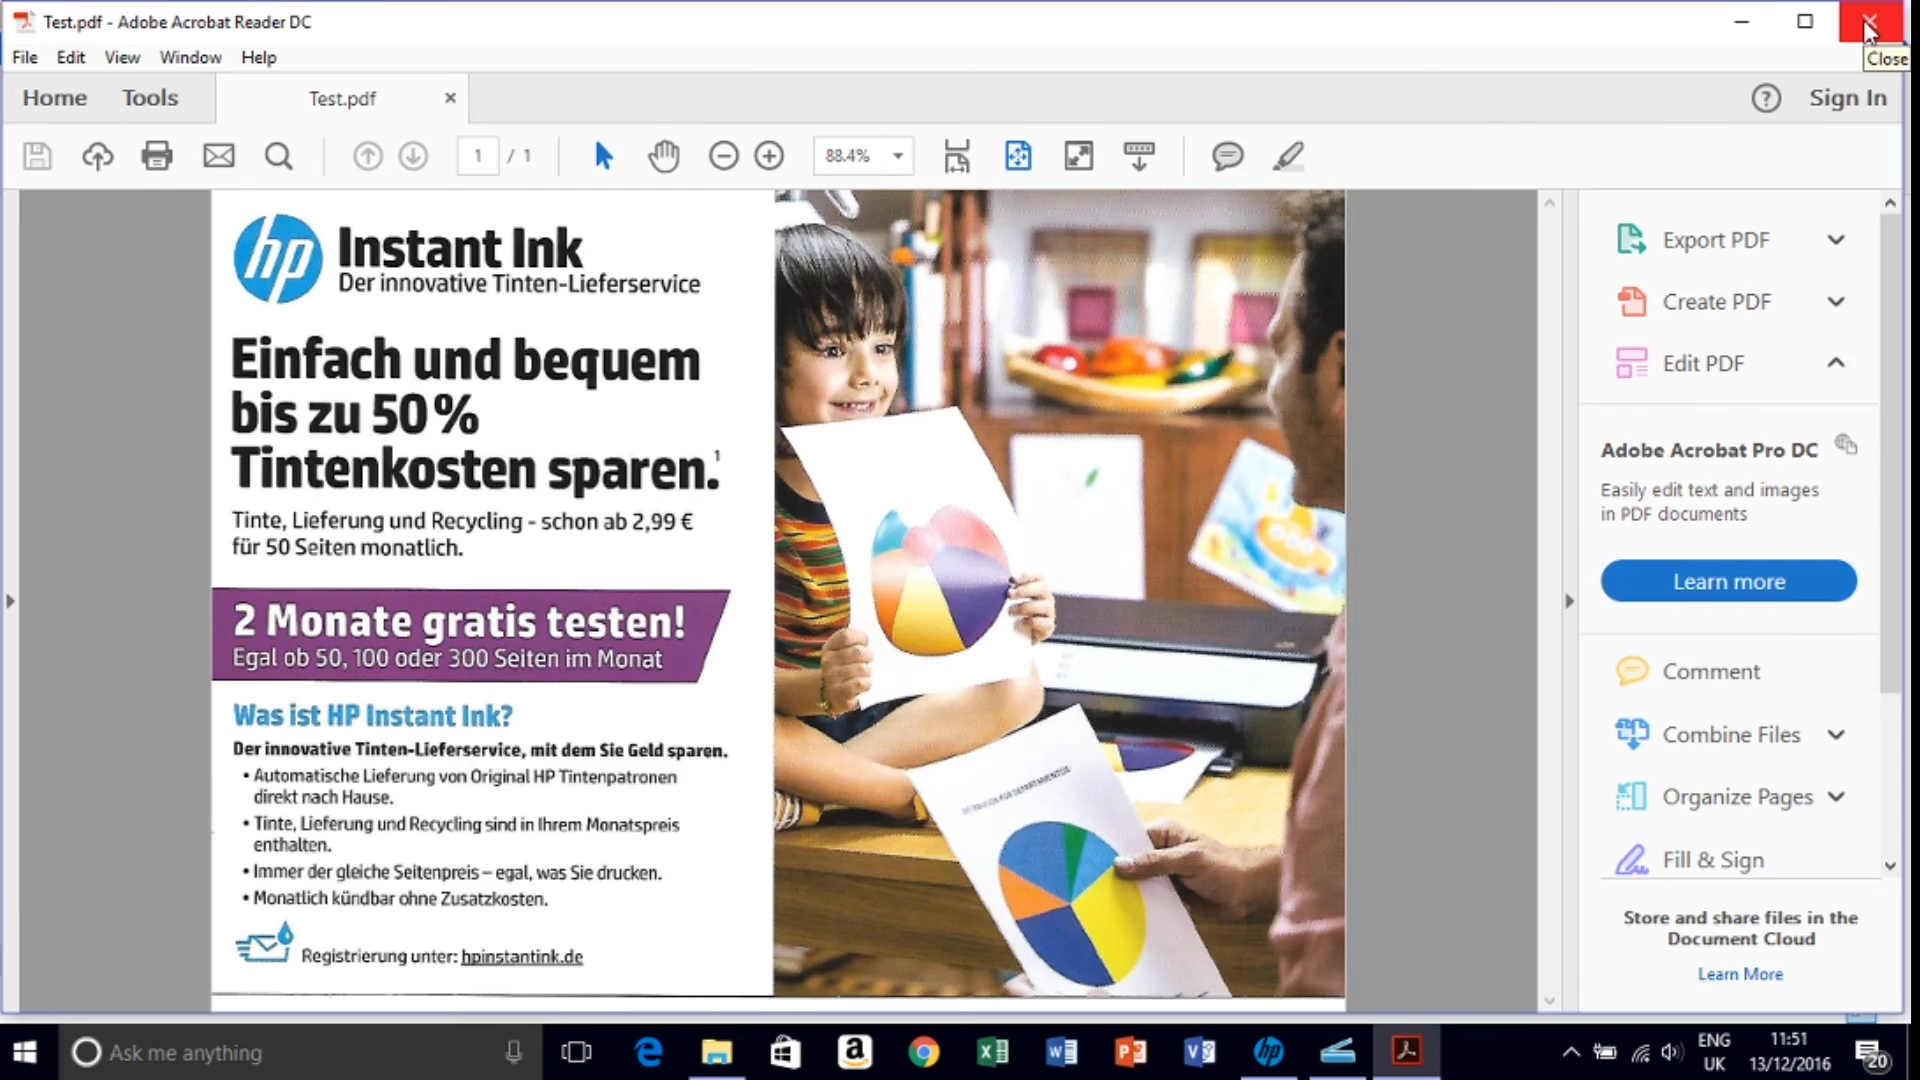 Test.pdf - Adobe Acrobat Reader DC
Close
File Edit View Window Help
Home Tools Test.pdf Sign In
1 / 1 88.4%
hp
Instant Ink
Der innovative Tinten-Lieferservice
Einfach und bequem
bis zu 50%
Tintenkosten sparen.¹
Tinte, Lieferung und Recycling - schon ab 2,99 €
für 50 Seiten monatlich.
2 Monate gratis testen!
Egal ob 50, 100 oder 300 Seiten im Monat
Was ist HP Instant Ink?
Der innovative Tinten-Lieferservice, mit dem Sie Geld sparen.
• Automatische Lieferung von Original HP Tintenpatronen
direkt nach Hause.
• Tinte, Lieferung und Recycling sind in Ihrem Monatspreis
enthalten.
• Immer der gleiche Seitenpreis – egal, was Sie drucken.
• Monatlich kündbar ohne Zusatzkosten.
Registrierung unter: hpinstantink.de
Export PDF
Create PDF
Edit PDF
Adobe Acrobat Pro DC
Easily edit text and images
in PDF documents
Learn more
Comment
Combine Files
Organize Pages
Fill & Sign
Store and share files in the
Document Cloud
Learn More
Ask me anything
ENG
UK
11:51
13/12/2016
20